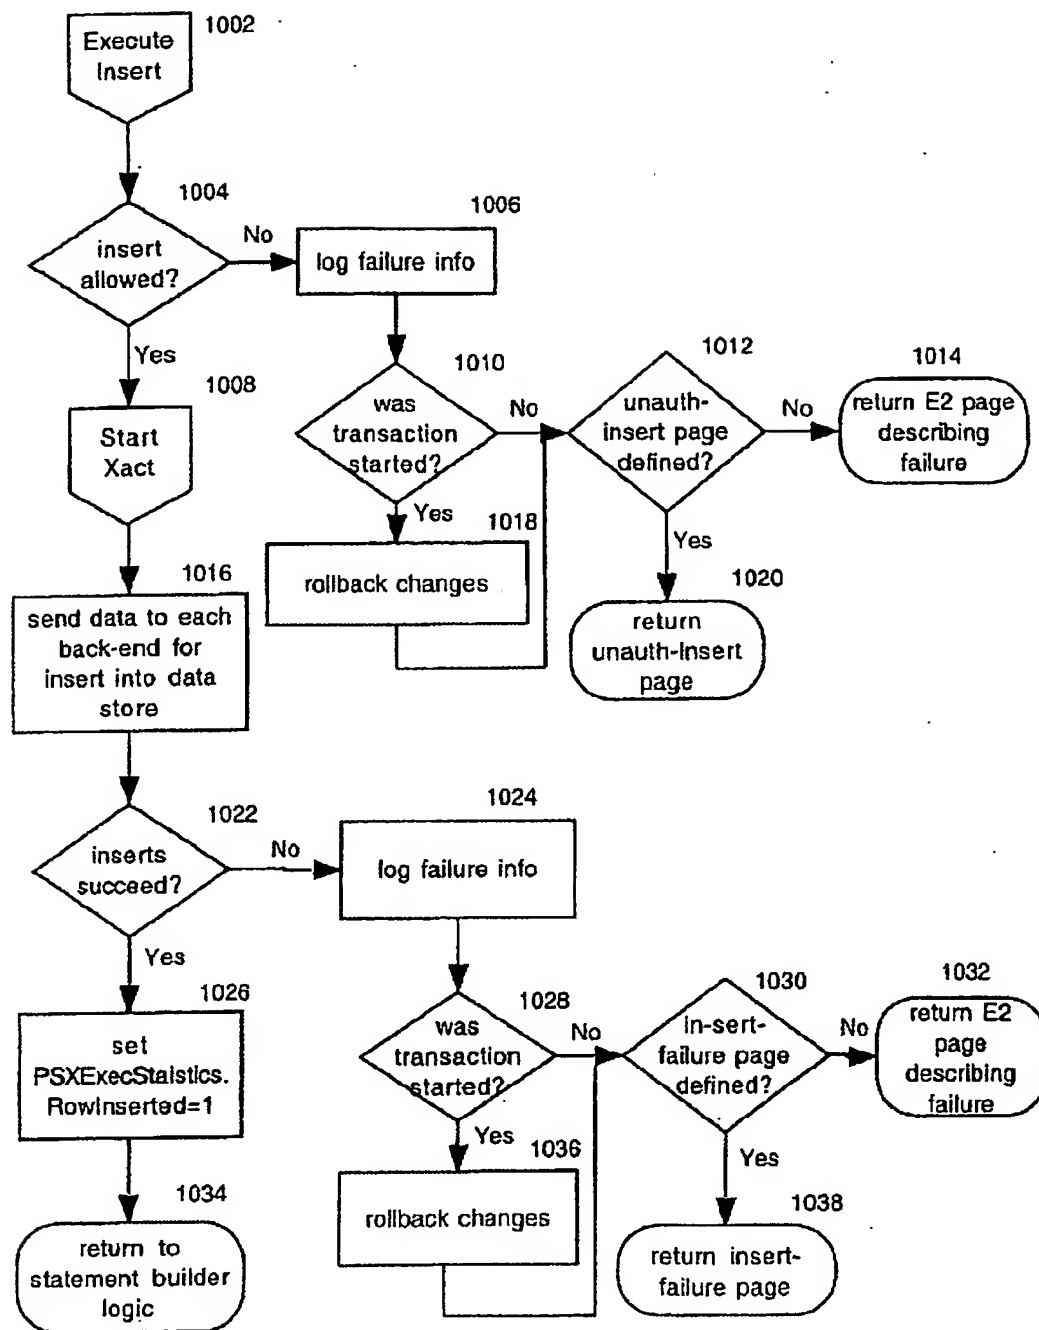 1002
Execute
Insert
1004
insert
allowed?
No
1006
log failure info
Yes
1008
Start
Xact
1010
was
transaction
started?
No
1012
unauth-
insert page
defined?
No
1014
return E2 page
describing
failure
Yes
1018
rollback changes
Yes
1020
return
unauth-insert
page
1016
send data to each
back-end for
insert into data
store
1022
inserts
succeed?
No
1024
log failure info
Yes
1026
set
PSXExecStaistics.
RowInserted=1
1028
was
transaction
started?
No
1030
in-sert-
failure page
defined?
No
1032
return E2
page
describing
failure
Yes
1036
rollback changes
Yes
1038
return insert-
failure page
1034
return to
statement builder
logic